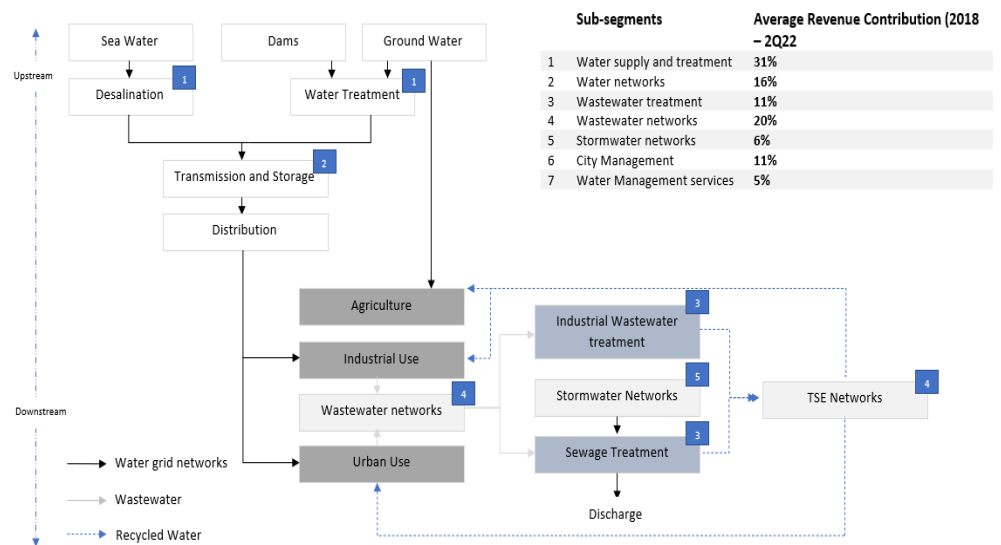 Sub-segments Average Revenue Contribution (2018
– 2Q22
1 Water supply and treatment 31%
2 Water networks 16%
3 Wastewater treatment 11%
4 Wastewater networks 20%
5 Stormwater networks 6%
6 City Management 11%
7 Water Management services 5%
Sea Water
Dams
Ground Water
Upstream
1
Desalination
1
Water Treatment
2
Transmission and Storage
Distribution
Agriculture
3
Industrial Wastewater
treatment
Industrial Use
5
Stormwater Networks
4
TSE Networks
4
Wastewater networks
Downstream
3
Sewage Treatment
Urban Use
Water grid networks
Wastewater
Discharge
Recycled Water